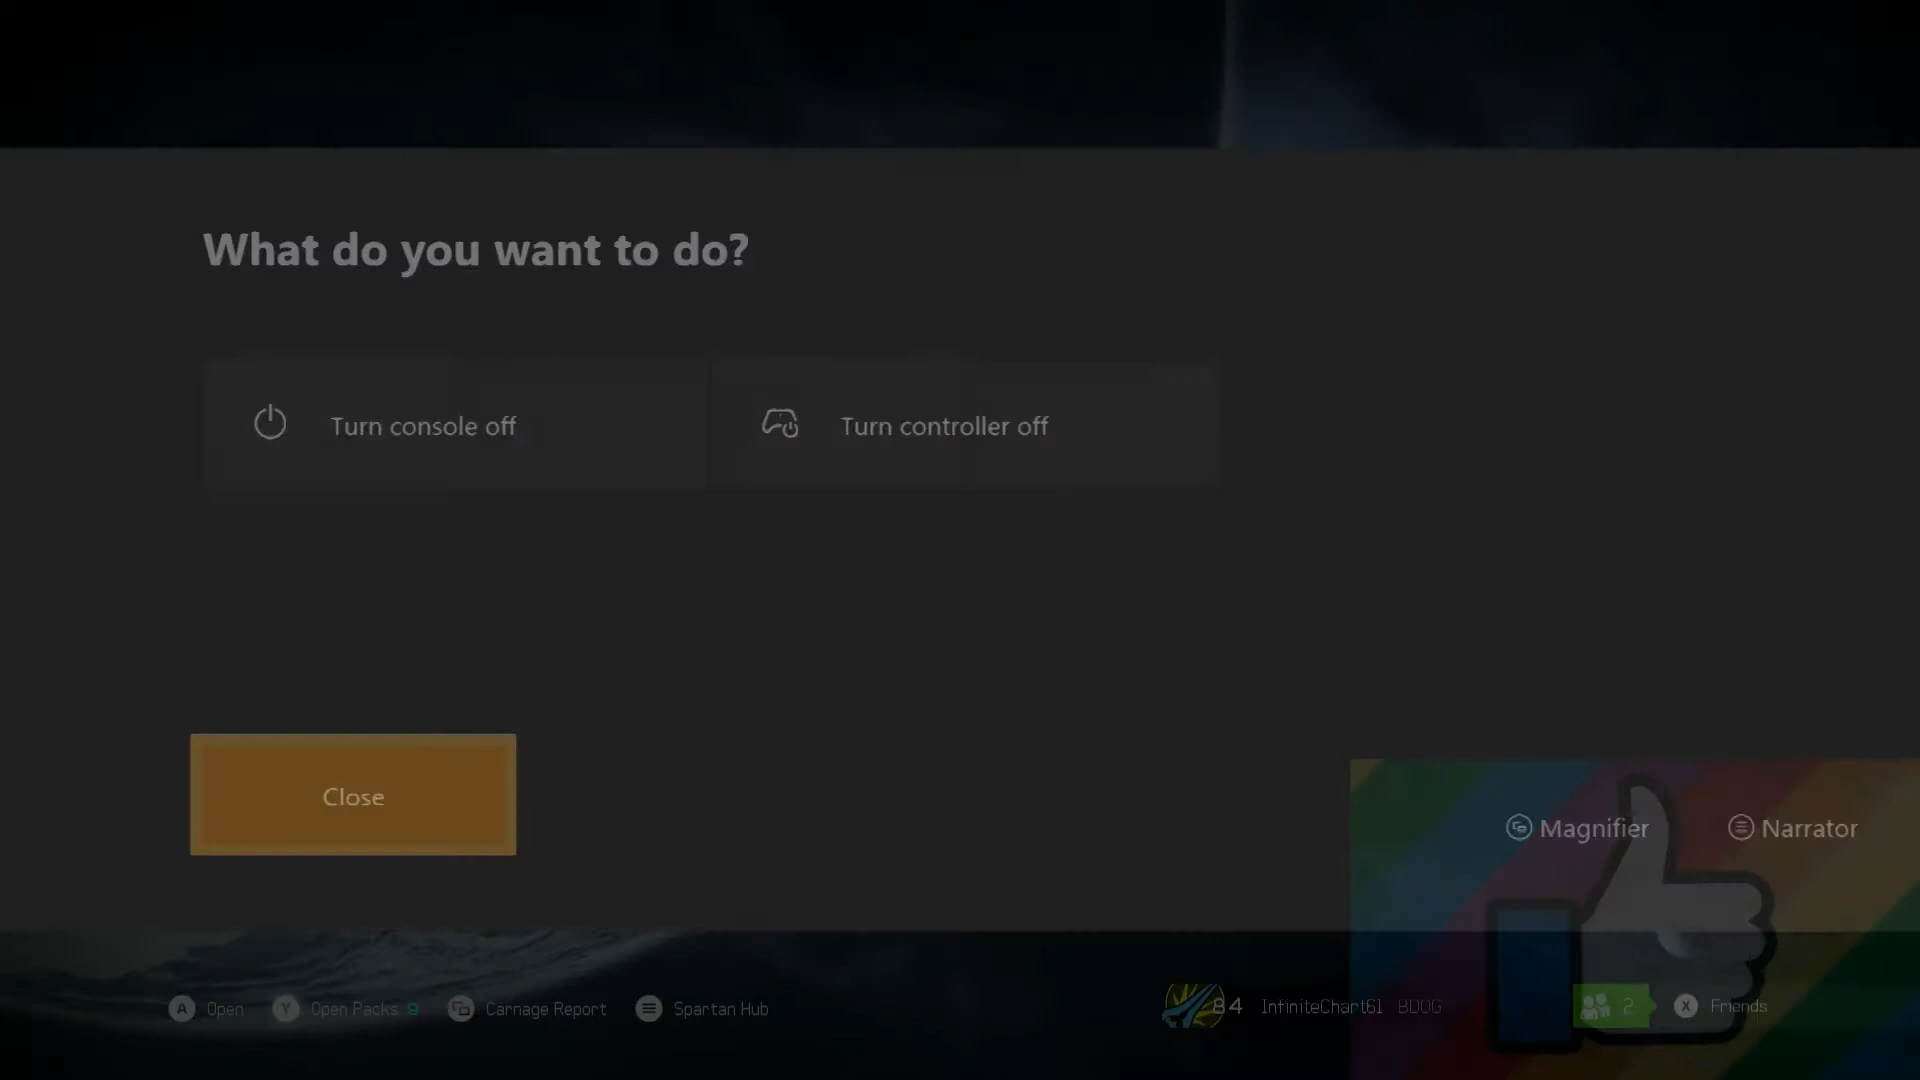 What do you want to do?
Turn console off
Turn controller off
Close
Magnifier
Narrator
A Open
Y Open Packs 9
Carnage Report
Spartan Hub
84 InfiniteChart61
2
X Friends